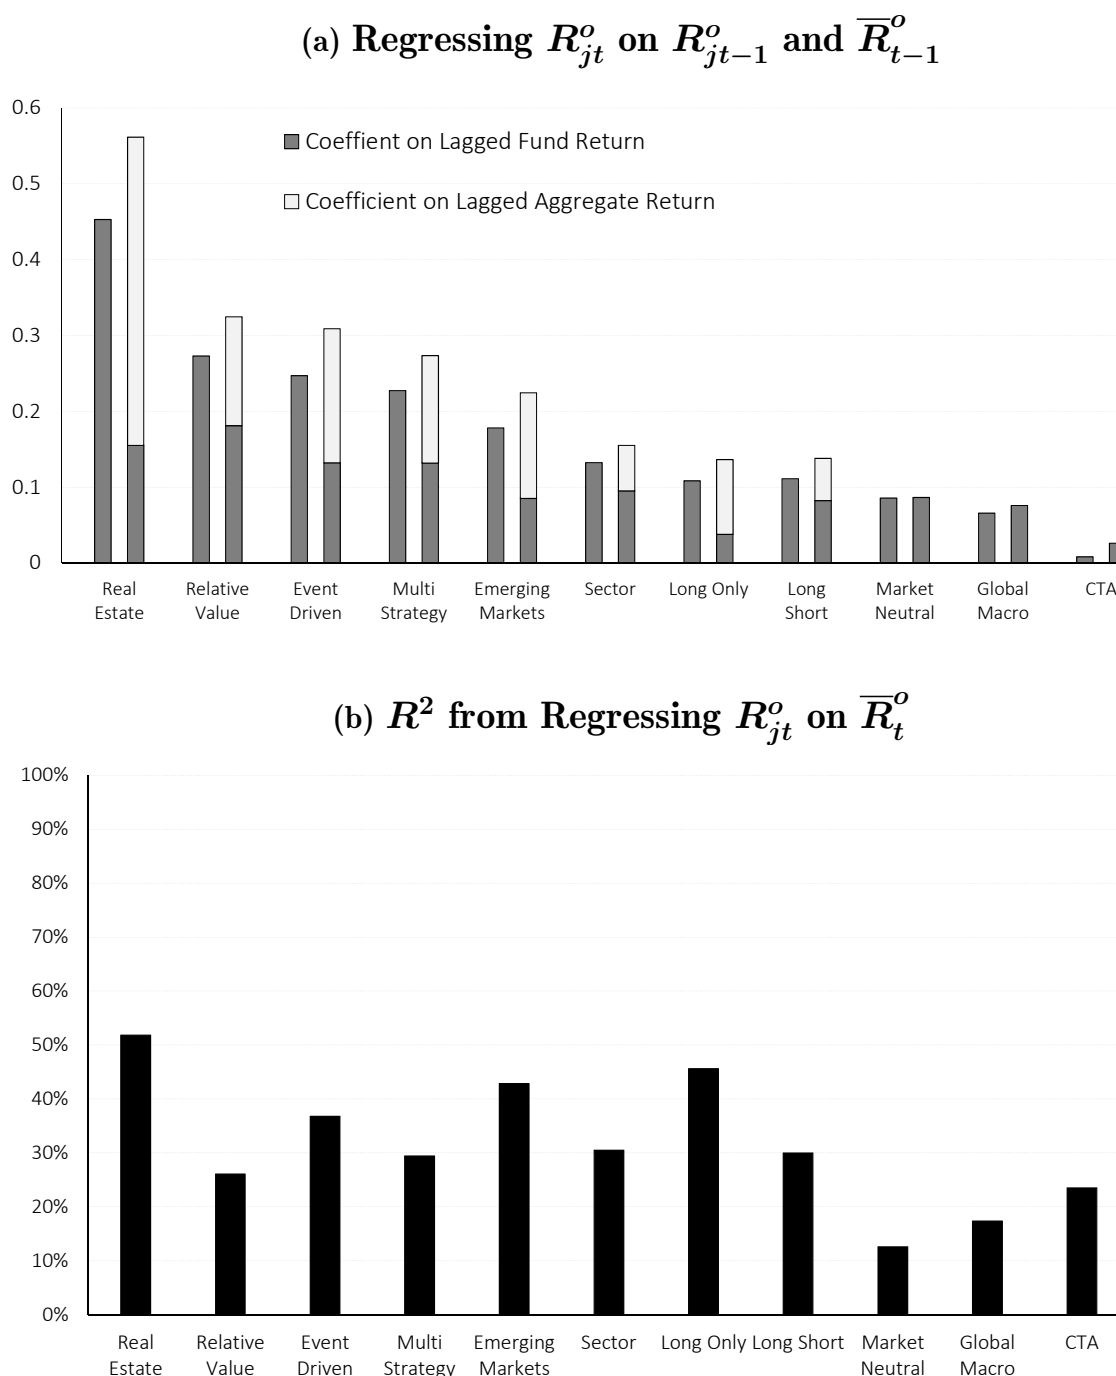 (a) Regressing R^o_{jt} on R^o_{jt−1} and \overline{R}^o_{t−1}
0.6
0.5
0.4
0.3
0.2
0.1
0
Coeffient on Lagged Fund Return
Coefficient on Lagged Aggregate Return
Real Estate
Relative Value
Event Driven
Multi Strategy
Emerging Markets
Sector
Long Only
Long Short
Market Neutral
Global Macro
CTA
(b) R^2 from Regressing R^o_{jt} on \overline{R}^o_t
100%
90%
80%
70%
60%
50%
40%
30%
20%
10%
0%
Real Estate
Relative Value
Event Driven
Multi Strategy
Emerging Markets
Sector
Long Only
Long Short
Market Neutral
Global Macro
CTA